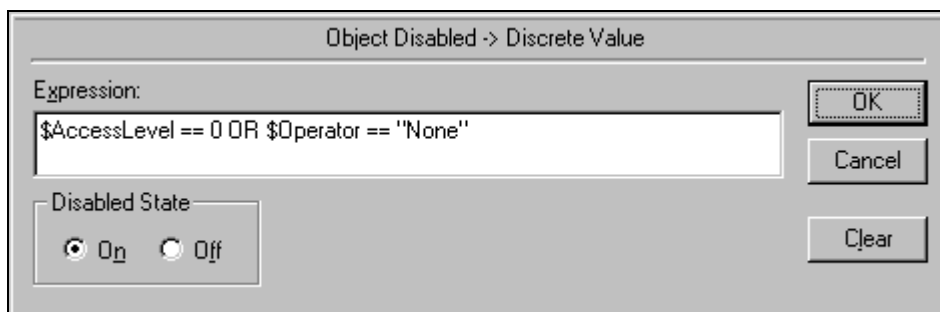 Object Disabled -> Discrete Value
Expression:
$AccessLevel == 0 OR $Operator == "None"
OK
Cancel
Disabled State
On
Off
Clear